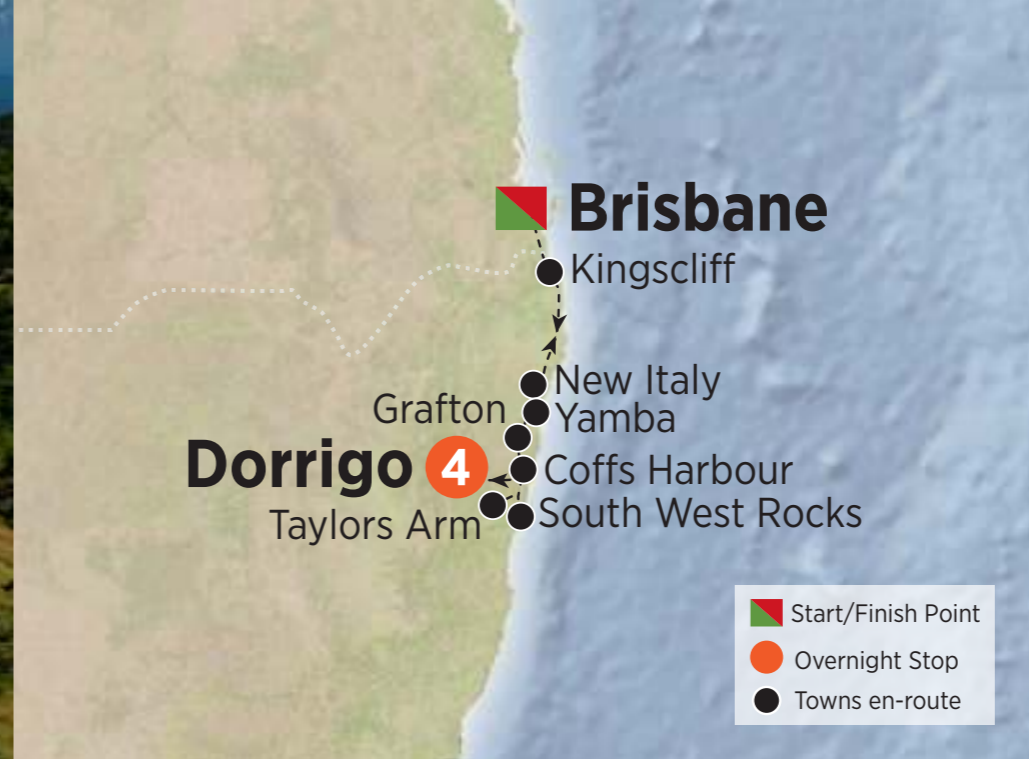 Brisbane
Kingscliff
New Italy
Grafton
Yamba
Dorrigo 4
Coffs Harbour
Taylors Arm
South West Rocks
Start/Finish Point
Overnight Stop
Towns en-route